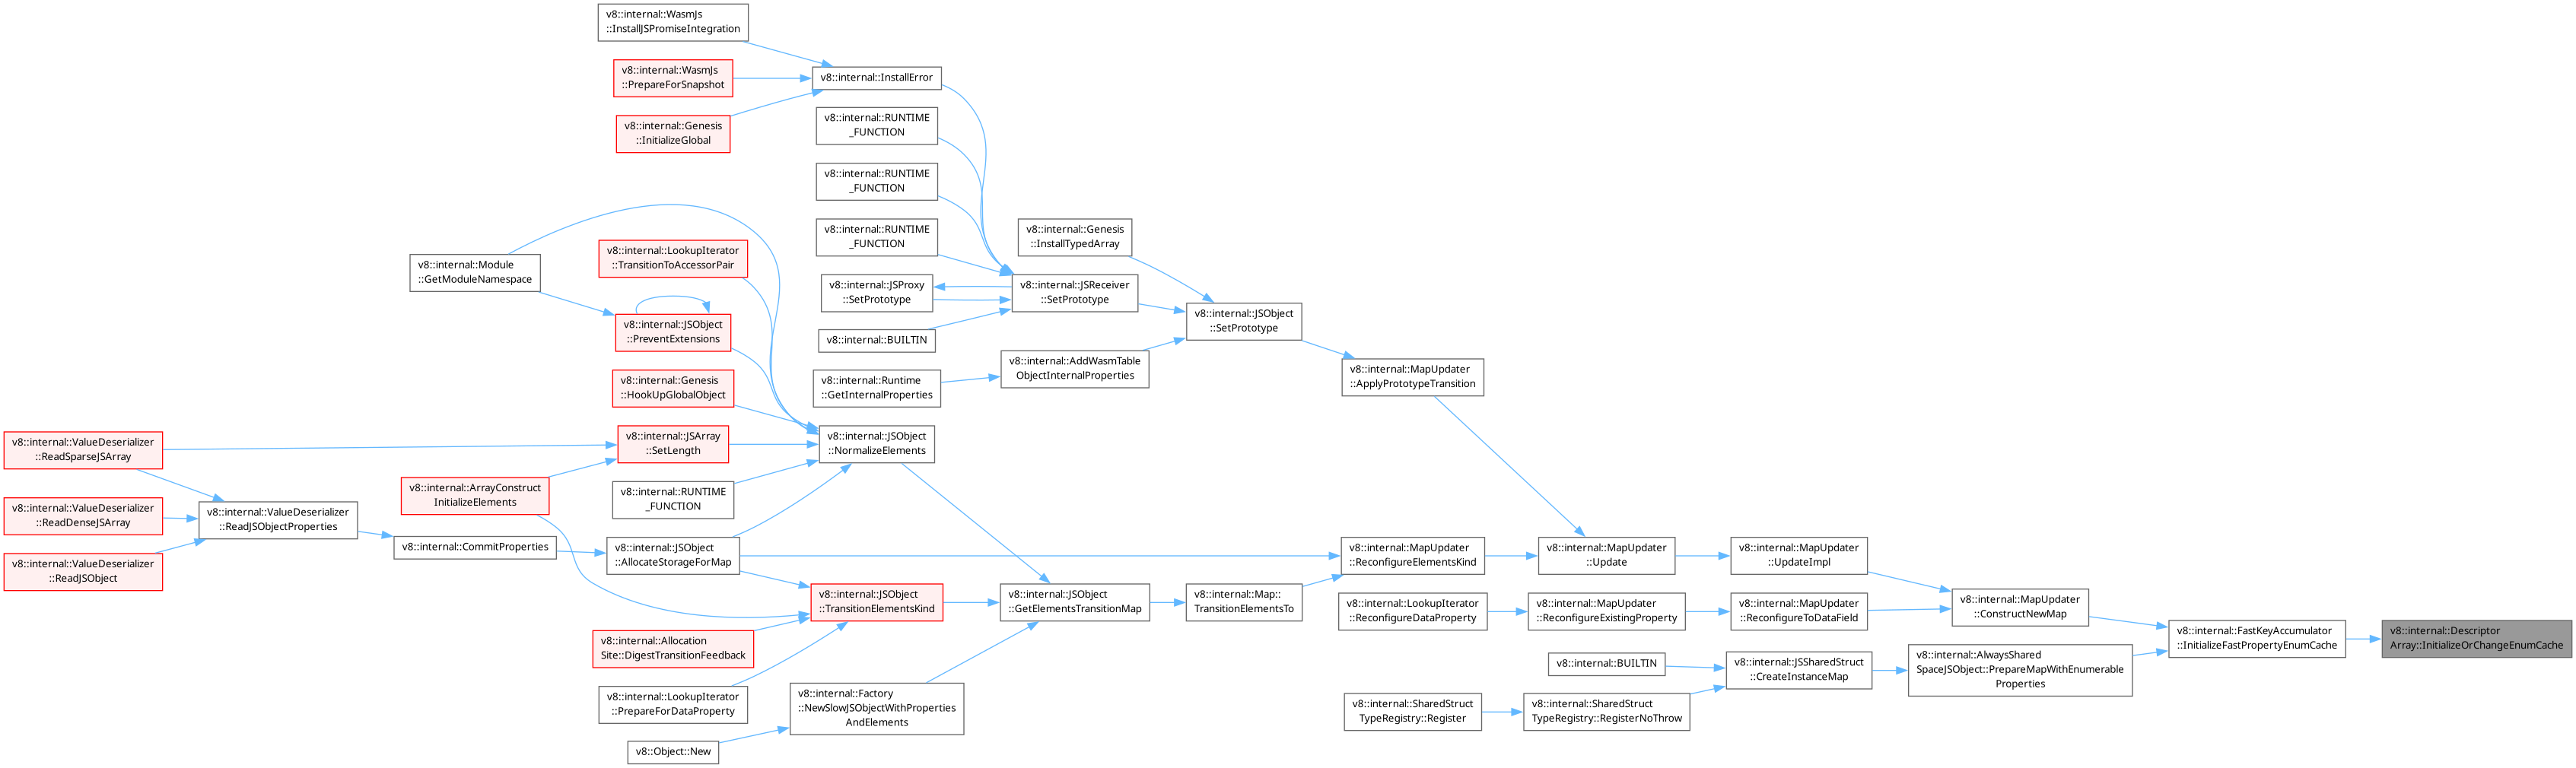 v8::internal::WasmJs
::InstallJSPromiseIntegration
v8::internal::WasmJs
::PrepareForSnapshot
v8::internal::InstallError
v8::internal::Genesis
::InitializeGlobal
v8::internal::RUNTIME
_FUNCTION
v8::internal::RUNTIME
_FUNCTION
v8::internal::RUNTIME
_FUNCTION
v8::internal::Genesis
::InstallTypedArray
v8::internal::LookupIterator
::TransitionToAccessorPair
v8::internal::Module
::GetModuleNamespace
v8::internal::JSProxy
::SetPrototype
v8::internal::JSReceiver
::SetPrototype
v8::internal::JSObject
::SetPrototype
v8::internal::JSObject
::PreventExtensions
v8::internal::BUILTIN
v8::internal::AddWasmTable
ObjectInternalProperties
v8::internal::MapUpdater
::ApplyPrototypeTransition
v8::internal::Genesis
::HookUpGlobalObject
v8::internal::Runtime
::GetInternalProperties
v8::internal::ValueDeserializer
::ReadSparseJSArray
v8::internal::JSArray
::SetLength
v8::internal::JSObject
::NormalizeElements
v8::internal::ArrayConstruct
InitializeElements
v8::internal::RUNTIME
_FUNCTION
v8::internal::ValueDeserializer
::ReadDenseJSArray
v8::internal::ValueDeserializer
::ReadJSObjectProperties
v8::internal::CommitProperties
v8::internal::JSObject
::AllocateStorageForMap
v8::internal::MapUpdater
::ReconfigureElementsKind
v8::internal::MapUpdater
::Update
v8::internal::MapUpdater
::UpdateImpl
v8::internal::ValueDeserializer
::ReadJSObject
v8::internal::JSObject
::TransitionElementsKind
v8::internal::JSObject
::GetElementsTransitionMap
v8::internal::Map::
TransitionElementsTo
v8::internal::LookupIterator
::ReconfigureDataProperty
v8::internal::MapUpdater
::ReconfigureExistingProperty
v8::internal::MapUpdater
::ReconfigureToDataField
v8::internal::MapUpdater
::ConstructNewMap
v8::internal::FastKeyAccumulator
::InitializeFastPropertyEnumCache
v8::internal::Descriptor
Array::InitializeOrChangeEnumCache
v8::internal::Allocation
Site::DigestTransitionFeedback
v8::internal::BUILTIN
v8::internal::JSSharedStruct
::CreateInstanceMap
v8::internal::AlwaysShared
SpaceJSObject::PrepareMapWithEnumerable
Properties
v8::internal::LookupIterator
::PrepareForDataProperty
v8::internal::Factory
::NewSlowJSObjectWithProperties
AndElements
v8::internal::SharedStruct
TypeRegistry::Register
v8::internal::SharedStruct
TypeRegistry::RegisterNoThrow
v8::Object::New